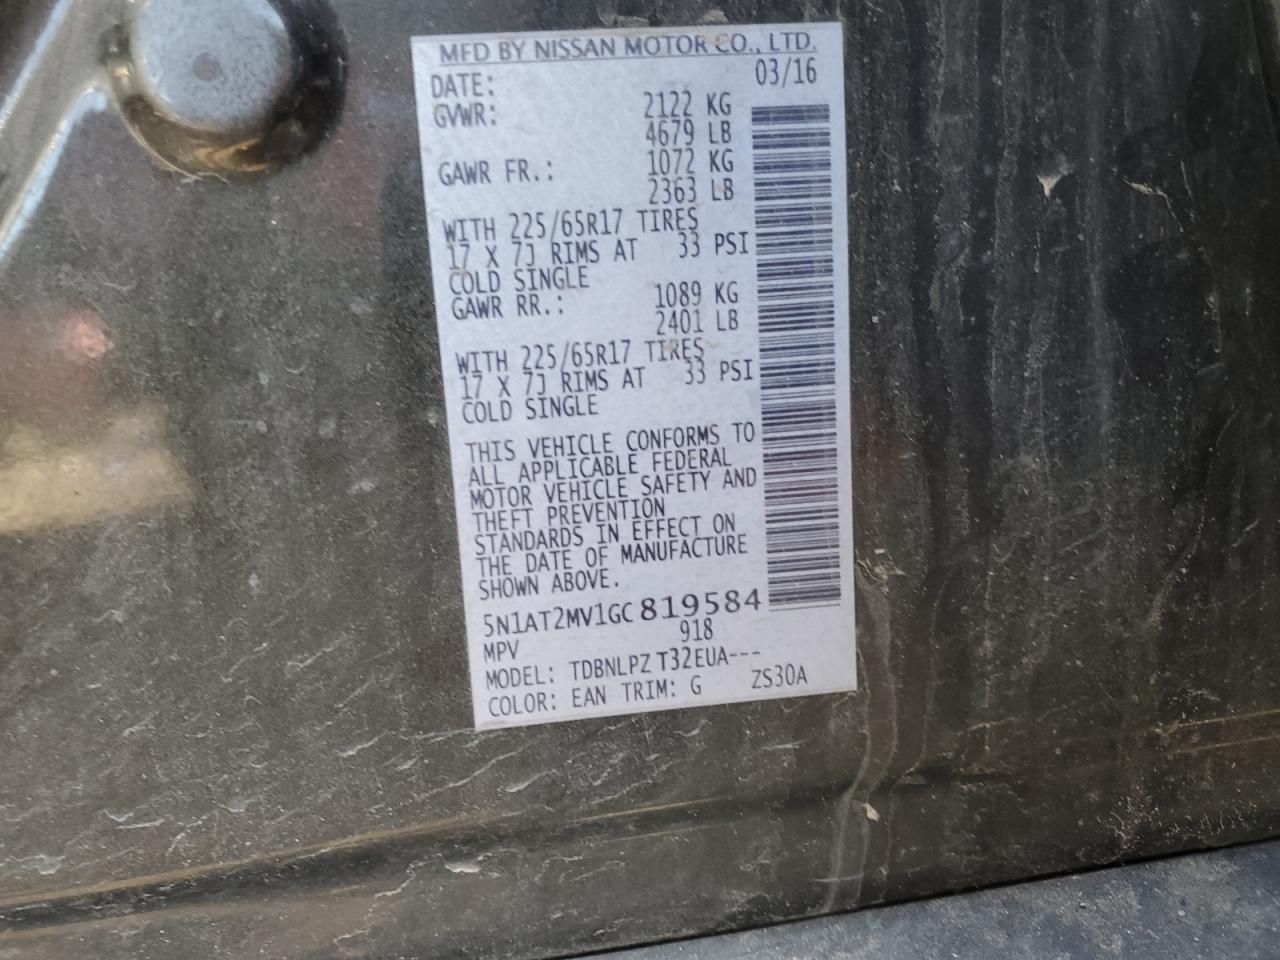 MFD BY NISSAN MOTOR CO., LTD.
DATE: 03/16
GVWR: 2122 KG
4679 LB
GAWR FR.: 1072 KG
2363 LB
WITH 225/65R17 TIRES
17 X 7J RIMS AT 33 PSI
COLD SINGLE
GAWR RR.: 1089 KG
2401 LB
WITH 225/65R17 TIRES
17 X 7J RIMS AT 33 PSI
COLD SINGLE
THIS VEHICLE CONFORMS TO
ALL APPLICABLE FEDERAL
MOTOR VEHICLE SAFETY AND
THEFT PREVENTION
STANDARDS IN EFFECT ON
THE DATE OF MANUFACTURE
SHOWN ABOVE.
5N1AT2MV1GC819584
MPV 918
MODEL: TDBNLPZ T32EUA---
COLOR: EAN TRIM: G ZS30A